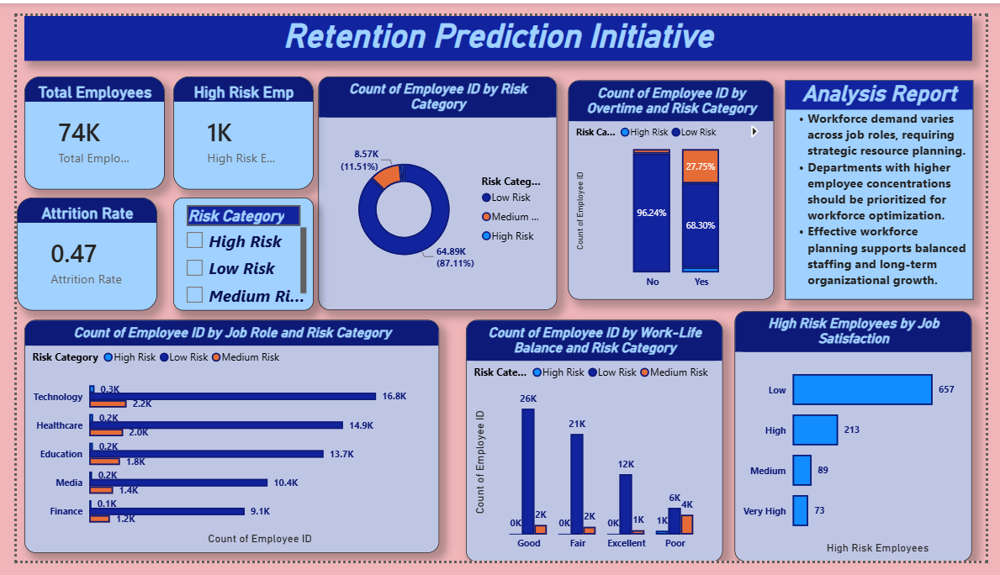 Retention Prediction Initiative
Total Employees
74K
Total Emplo...
High Risk Emp
1K
High Risk E...
Attrition Rate
0.47
Attrition Rate
Risk Category
High Risk
Low Risk
Medium Ri...
Count of Employee ID by Risk
Category
8.57K
(11.51%)
64.89K
(87.11%)
Risk Categ...
Low Risk
Medium ...
High Risk
Count of Employee ID by
Overtime and Risk Category
Risk Ca... High Risk Low Risk
Count of Employee ID
96.24%
27.75%
68.30%
No Yes
Analysis Report
• Workforce demand varies
across job roles, requiring
strategic resource planning.
• Departments with higher
employee concentrations
should be prioritized for
workforce optimization.
• Effective workforce
planning supports balanced
staffing and long-term
organizational growth.
Count of Employee ID by Job Role and Risk Category
Risk Category High Risk Low Risk Medium Risk
Technology 0.3K 16.8K 2.2K
Healthcare 0.2K 14.9K 2.0K
Education 0.2K 13.7K 1.8K
Media 0.2K 10.4K 1.4K
Finance 0.1K 9.1K 1.2K
Count of Employee ID
Count of Employee ID by Work-Life
Balance and Risk Category
Risk Cate... High Risk Low Risk Medium Risk
Count of Employee ID
0K 26K 2K
0K 21K 2K
0K 12K 1K
1K 6K 4K
Good Fair Excellent Poor
High Risk Employees by Job
Satisfaction
Low 657
High 213
Medium 89
Very High 73
High Risk Employees